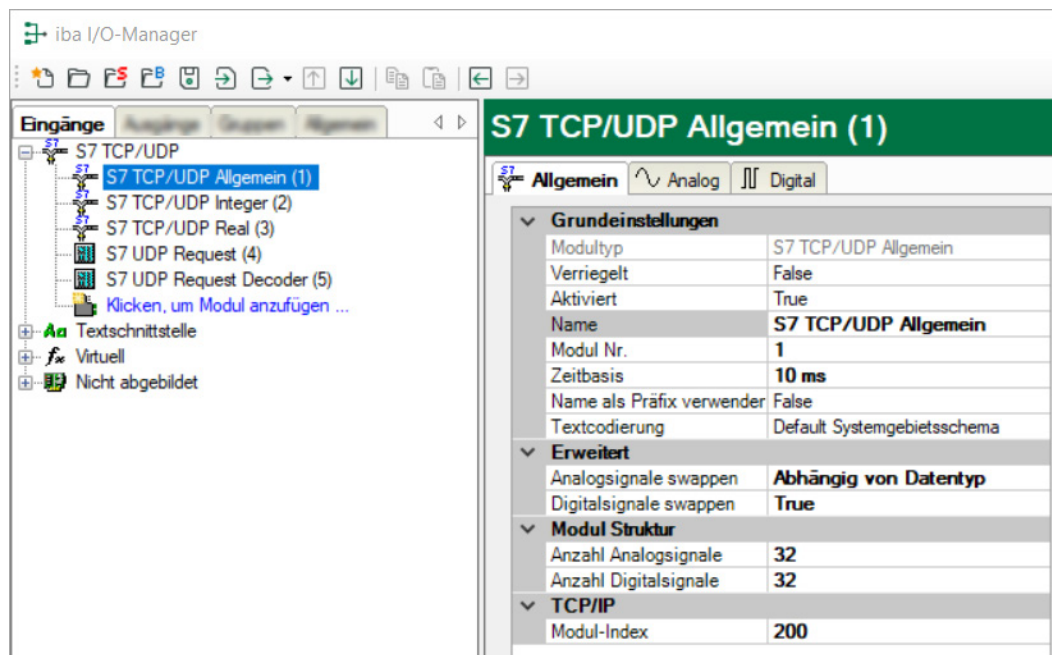 iba I/O-Manager
Eingänge
S7 TCP/UDP
S7 TCP/UDP Allgemein (1)
S7 TCP/UDP Integer (2)
S7 TCP/UDP Real (3)
S7 UDP Request (4)
S7 UDP Request Decoder (5)
Klicken, um Modul anzufügen ...
Textschnittstelle
Virtuell
Nicht abgebildet
S7 TCP/UDP Allgemein (1)
Allgemein Analog Digital
Grundeinstellungen
Modultyp S7 TCP/UDP Allgemein
Verriegelt False
Aktiviert True
Name S7 TCP/UDP Allgemein
Modul Nr. 1
Zeitbasis 10 ms
Name als Präfix verwender False
Textcodierung Default Systemgebietsschema
Erweitert
Analogsignale swappen Abhängig von Datentyp
Digitalsignale swappen True
Modul Struktur
Anzahl Analogsignale 32
Anzahl Digitalsignale 32
TCP/IP
Modul-Index 200